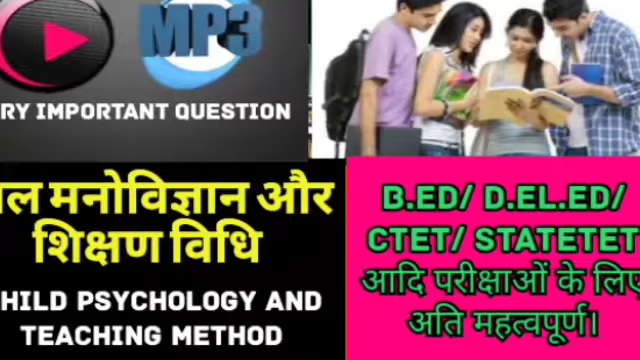 MP3
RY IMPORTANT QUESTION
ल मनोविज्ञान और
शिक्षण विधि
HILD PSYCHOLOGY AND
TEACHING METHOD
B.ED/ D.EL.ED/
CTET/ STATETET
आदि परीक्षाओं के लिए
अति महत्वपूर्ण।